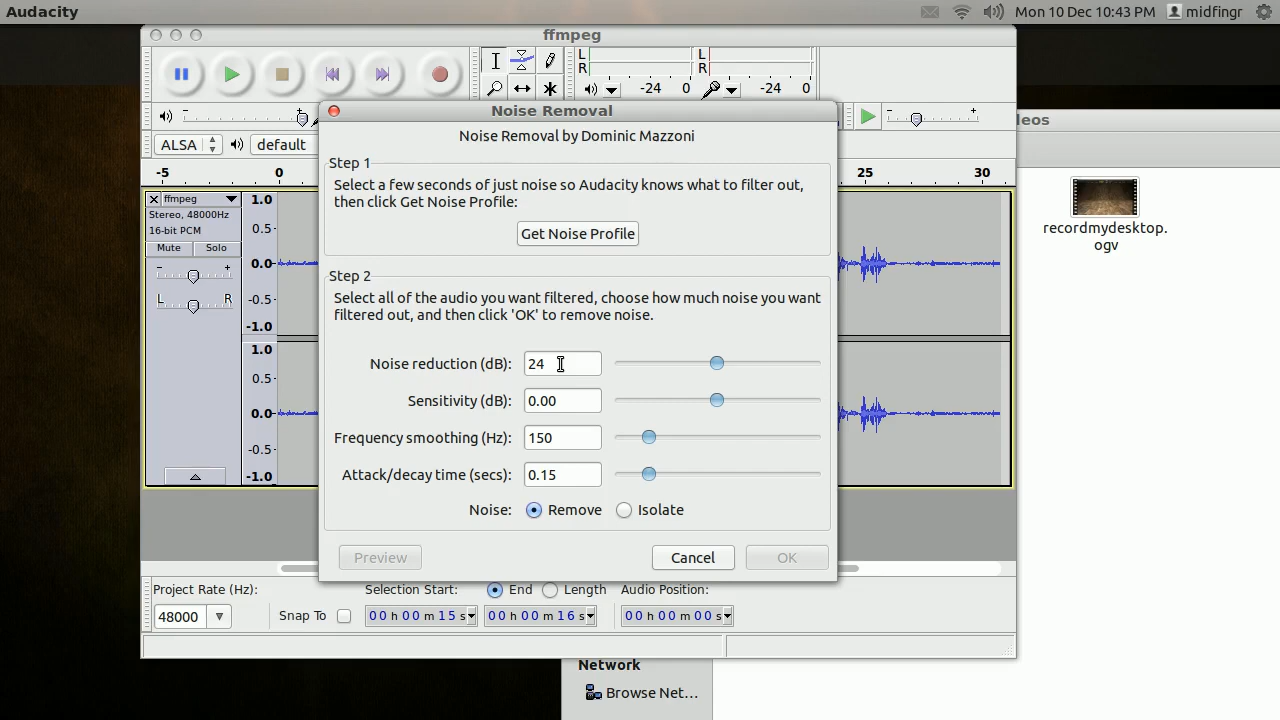 Audacity
Mon 10 Dec 10:43 PM
midfingr
ffmpeg
L
R
-24 0
L
R
-24 0
ALSA
default
eos
Noise Removal
Noise Removal by Dominic Mazzoni
Step 1
Select a few seconds of just noise so Audacity knows what to filter out,
then click Get Noise Profile:
Get Noise Profile
Step 2
Select all of the audio you want filtered, choose how much noise you want
filtered out, and then click 'OK' to remove noise.
Noise reduction (dB): 24
Sensitivity (dB): 0.00
Frequency smoothing (Hz): 150
Attack/decay time (secs): 0.15
Noise: Remove Isolate
Preview Cancel OK
-5 0 25 30
ffmpeg
Stereo, 48000Hz
16-bit PCM
Mute Solo
- +
L R
1.0
0.5-
0.0-
-0.5-
-1.0
1.0
0.5-
0.0-
-0.5-
-1.0
recordmydesktop.
ogv
Project Rate (Hz):
48000
Snap To
Selection Start: End Length
00 h 00 m 15 s
00 h 00 m 16 s
Audio Position:
00 h 00 m 00 s
Network
Browse Net...